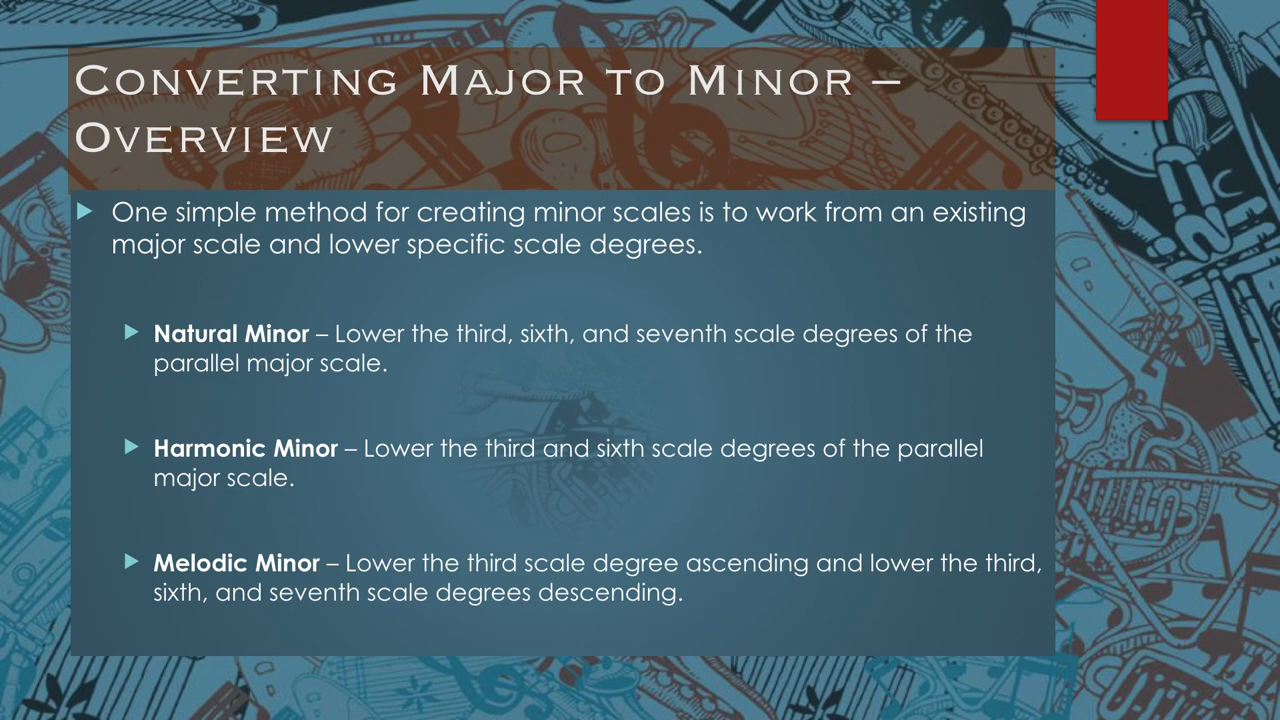 Converting Major to Minor –
Overview
One simple method for creating minor scales is to work from an existing
major scale and lower specific scale degrees.
Natural Minor – Lower the third, sixth, and seventh scale degrees of the
parallel major scale.
Harmonic Minor – Lower the third and sixth scale degrees of the parallel
major scale.
Melodic Minor – Lower the third scale degree ascending and lower the third,
sixth, and seventh scale degrees descending.